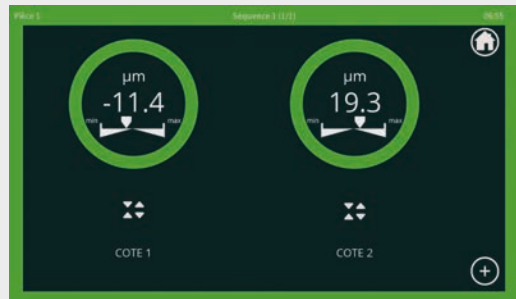 Pièce 1 Séquence 1 (1/1) 09:55
µm µm
-11.4 19.3
min max min max
COTE 1 COTE 2